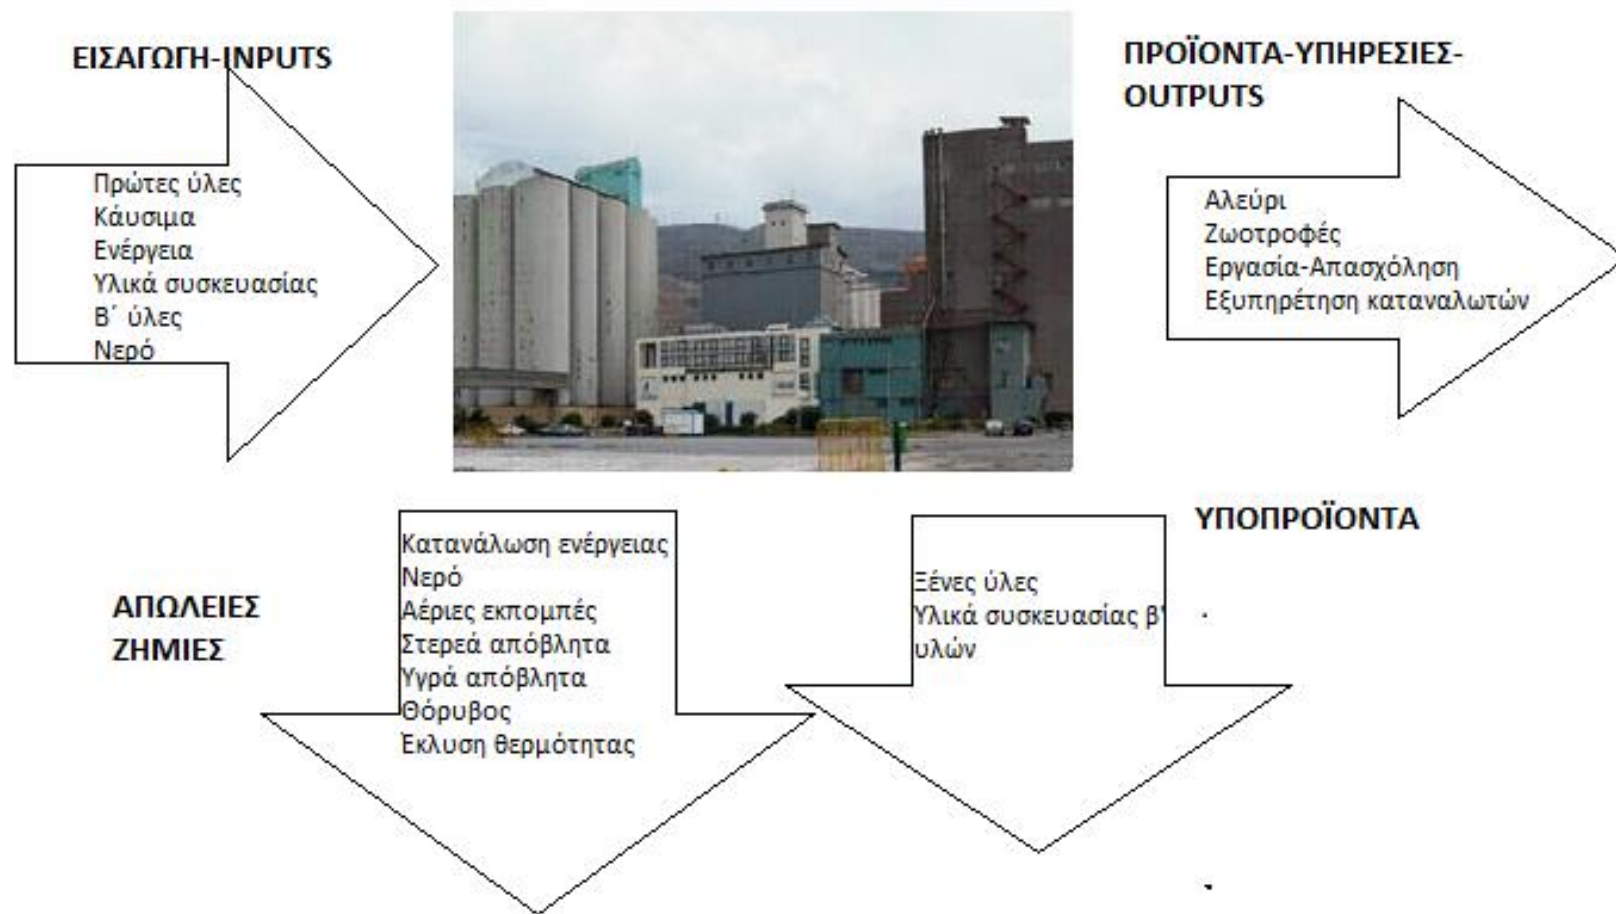 ΕΙΣΑΓΩΓΗ-INPUTS
Πρώτες ύλες
Κάυσιμα
Ενέργεια
Υλικά συσκευασίας
Β΄ ύλες
Νερό
ΠΡΟΪΟΝΤΑ-ΥΠΗΡΕΣΙΕΣ-
OUTPUTS
Αλεύρι
Ζωοτροφές
Εργασία-Απασχόληση
Εξυπηρέτηση καταναλωτών
ΑΠΩΛΕΙΕΣ
ΖΗΜΙΕΣ
Κατανάλωση ενέργειας
Νερό
Αέριες εκπομπές
Στερεά απόβλητα
Υγρά απόβλητα
Θόρυβος
Έκλυση θερμότητας
ΥΠΟΠΡΟΪΟΝΤΑ
Ξένες ύλες
Υλικά συσκευασίας β'
υλών